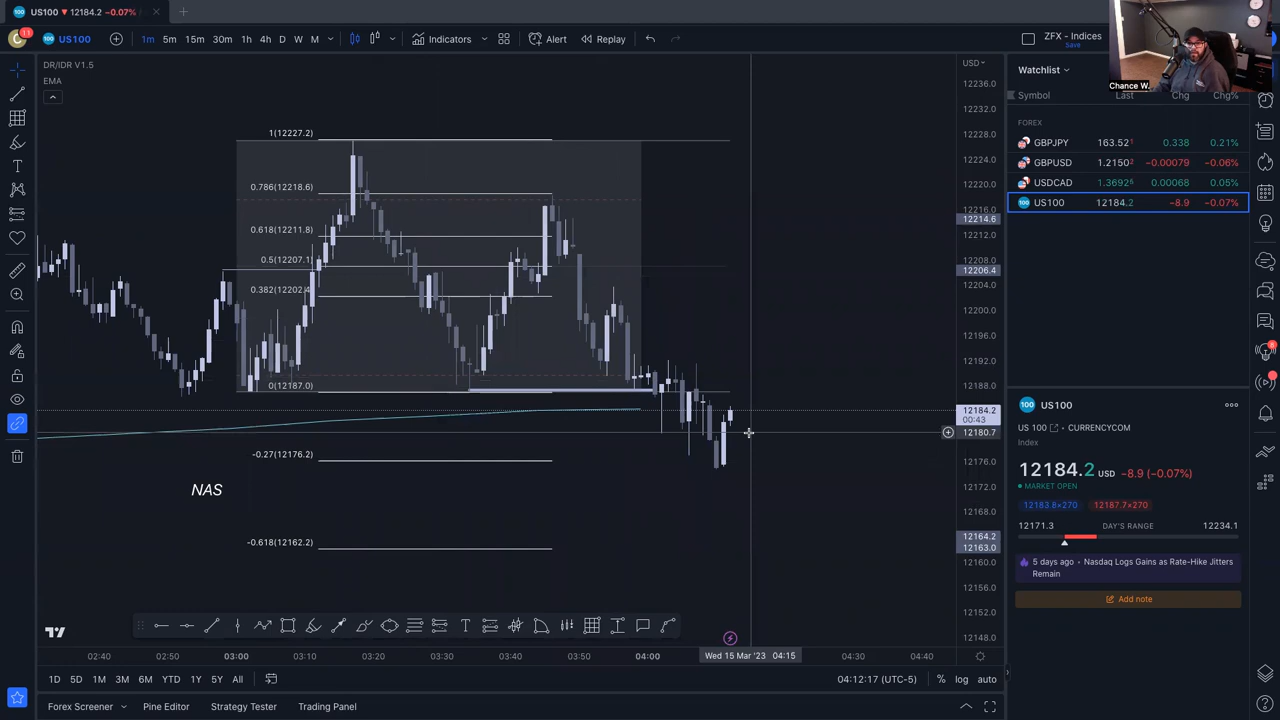 US100 ▼ 12184.2 −0.07%
C 11 US100 1m 5m 15m 30m 1h 4h D W M Indicators Alert Replay
ZFX - Indices
Save
Chance W.
DR/IDR V1.5
EMA
USD
Watchlist
Symbol Last Chg Chg%
FOREX
GBPJPY 163.521 0.338 0.21%
GBPUSD 1.21502 −0.00079 −0.06%
USDCAD 1.36926 0.00068 0.05%
US100 12184.2 −8.9 −0.07%
12236.0
12232.0
12228.0
12224.0
12220.0
12216.0
12214.6
12212.0
12208.0
12206.4
12204.0
12200.0
12196.0
12192.0
12188.0
12184.2
00:43
12180.7
12176.0
12172.0
12168.0
12164.2
12163.0
12160.0
12156.0
12152.0
12148.0
1(12227.2)
0.786(12218.6)
0.618(12211.8)
0.5(12207.1)
0.382(12202.4)
0(12187.0)
-0.27(12176.2)
-0.618(12162.2)
NAS
US100
US 100 • CURRENCYCOM
Index
12184.2 USD −8.9 (−0.07%)
MARKET OPEN
12183.8×270 12187.7×270
12171.3 DAY'S RANGE 12234.1
5 days ago • Nasdaq Logs Gains as Rate-Hike Jitters
Remain
Add note
8
02:40 02:50 03:00 03:10 03:20 03:30 03:40 03:50 04:00 Wed 15 Mar '23 04:15 04:30 04:40
1D 5D 1M 3M 6M YTD 1Y 5Y All 04:12:17 (UTC-5) % log auto
Forex Screener Pine Editor Strategy Tester Trading Panel